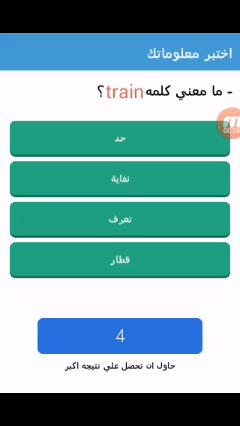 اختبر معلوماتك
- ما معني كلمه train ؟
حد
نفاية
تعرف
قطار
4
حاول ان تحصل علي نتيجه اكبر